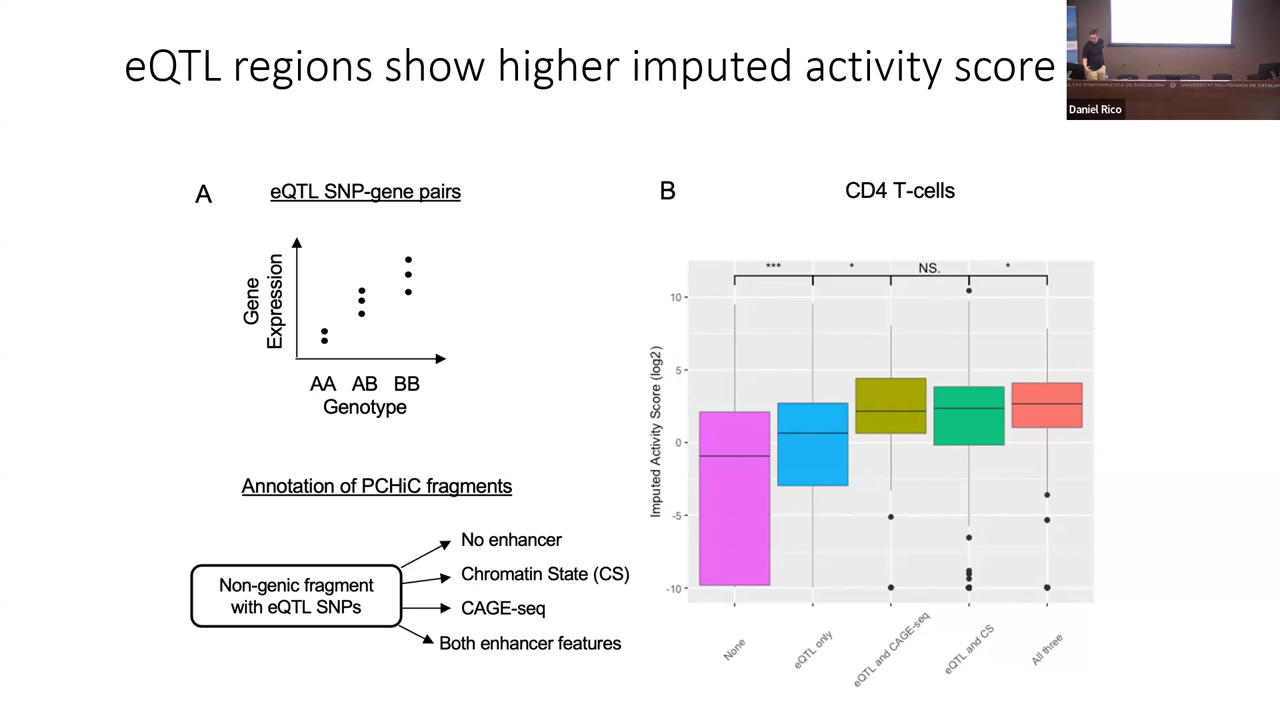 eQTL regions show higher imputed activity score
Daniel Rico
A
eQTL SNP-gene pairs
Gene
Expression
AA AB BB
Genotype
Annotation of PCHiC fragments
Non-genic fragment
with eQTL SNPs
No enhancer
Chromatin State (CS)
CAGE-seq
Both enhancer features
B
CD4 T-cells
*** * NS. *
Imputed Activity Score (log2)
10
5
0
-5
-10
None
eQTL only
eQTL and CAGE-seq
eQTL and CS
All three